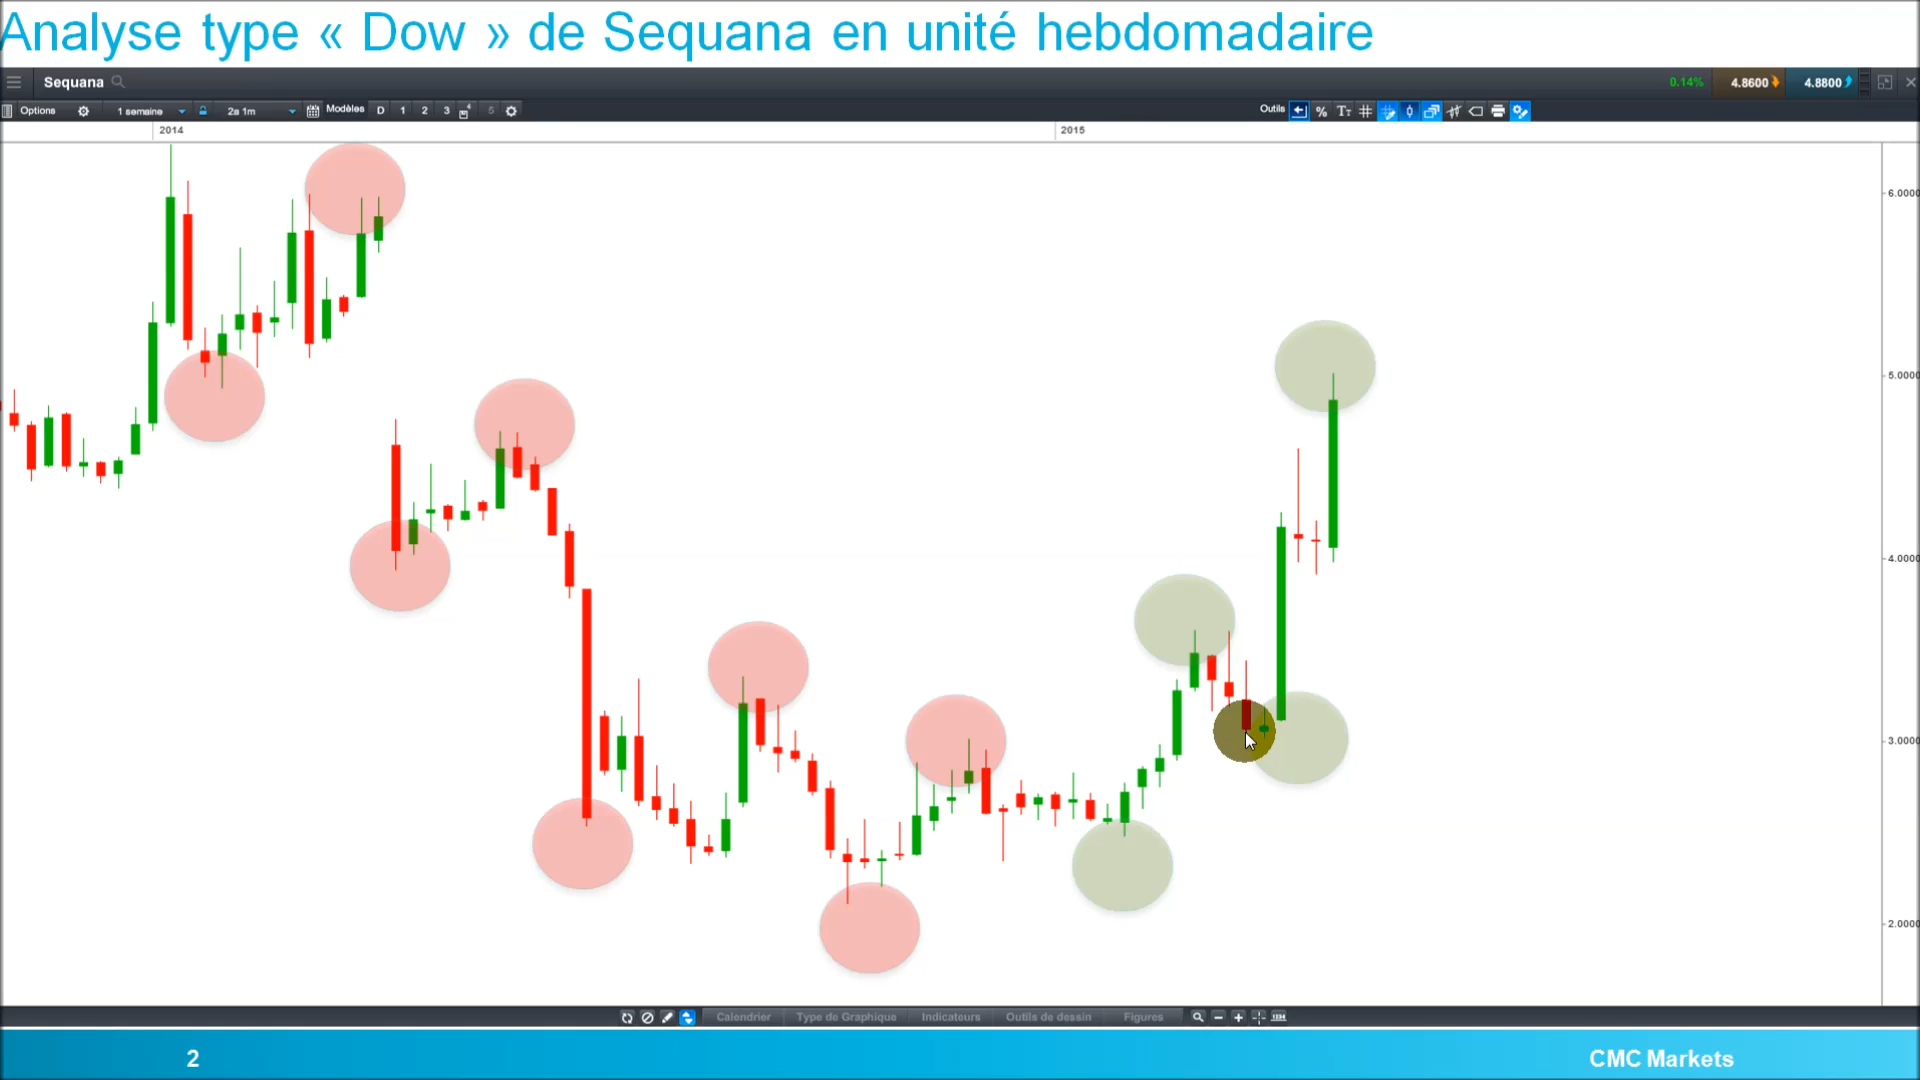 Analyse type « Dow » de Sequana en unité hebdomadaire
Sequana 0.14% 4.8600 4.8800
Options 1 semaine 2a 1m Modèles D 1 2 3 4 5 Outils % Tт
2014 2015
6.0000
5.0000
4.0000
3.0000
2.0000
Calendrier Type de Graphique Indicateurs Outils de dessin Figures
2 CMC Markets